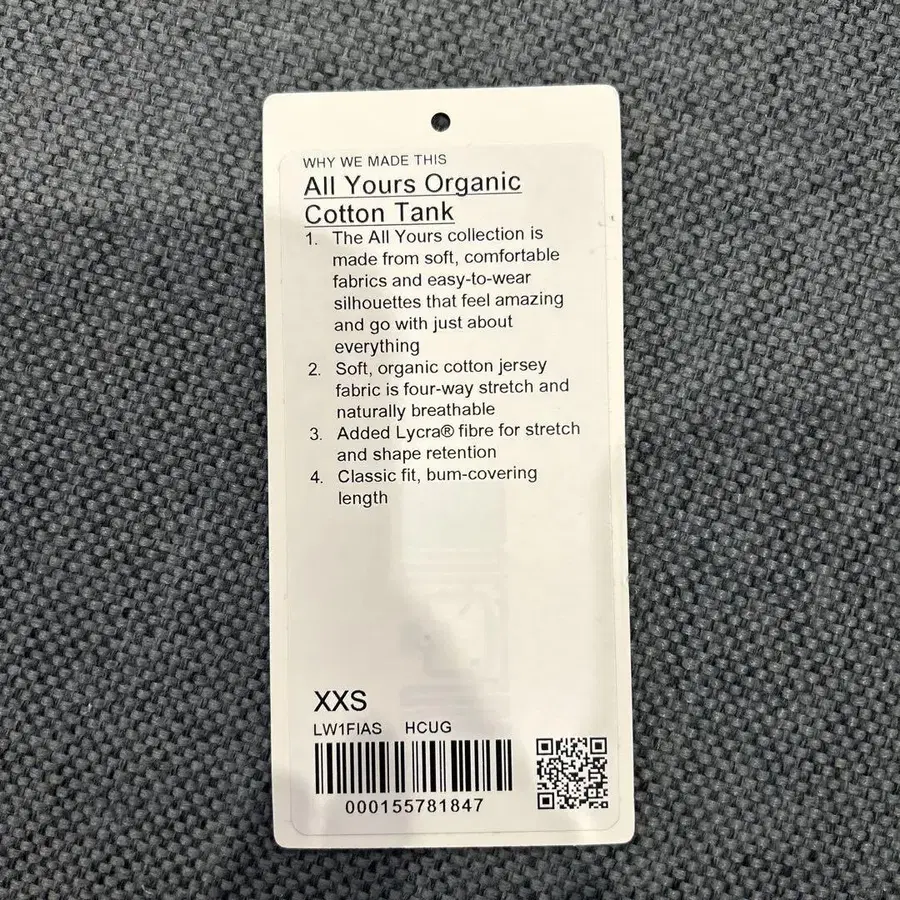 WHY WE MADE THIS
All Yours Organic
Cotton Tank
1. The All Yours collection is
made from soft, comfortable
fabrics and easy-to-wear
silhouettes that feel amazing
and go with just about
everything
2. Soft, organic cotton jersey
fabric is four-way stretch and
naturally breathable
3. Added Lycra® fibre for stretch
and shape retention
4. Classic fit, bum-covering
length
XXS
LW1FIAS HCUG
000155781847